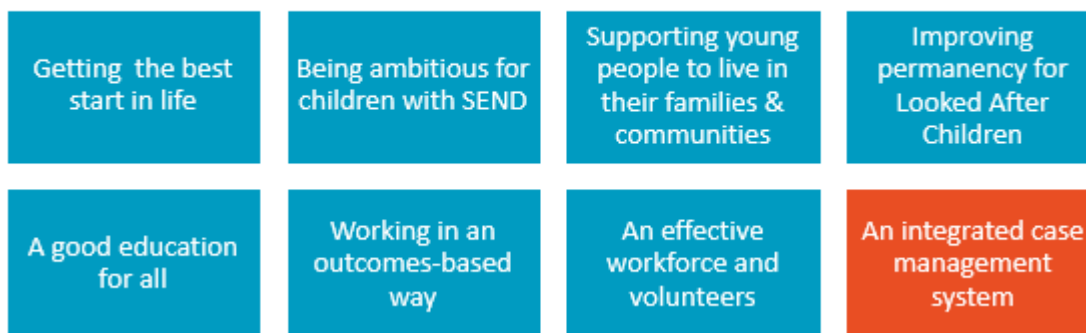 Getting the best
start in life
Being ambitious for
children with SEND
Supporting young
people to live in
their families &
communities
Improving
permanency for
Looked After
Children
A good education
for all
Working in an
outcomes-based
way
An effective
workforce and
volunteers
An integrated case
management
system